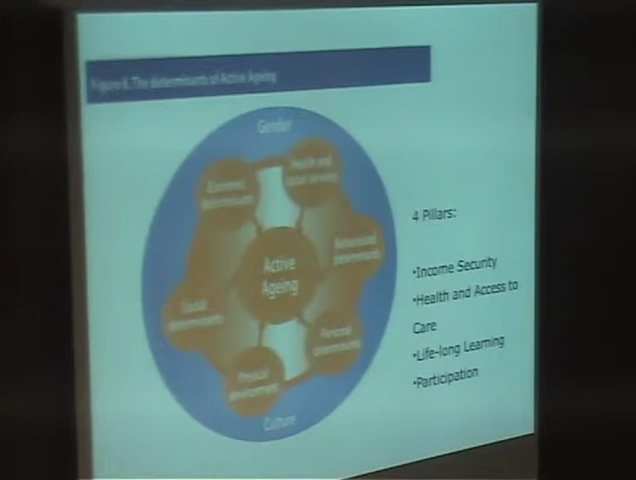 Figure 8. The determinants of Active Ageing
Gender
Health and
social services
Economic
determinants
Behavioural
determinants
Active
Ageing
Social
determinants
Personal
determinants
Physical
environment
Culture
4 Pillars:
•Income Security
•Health and Access to
Care
•Life-long Learning
•Participation